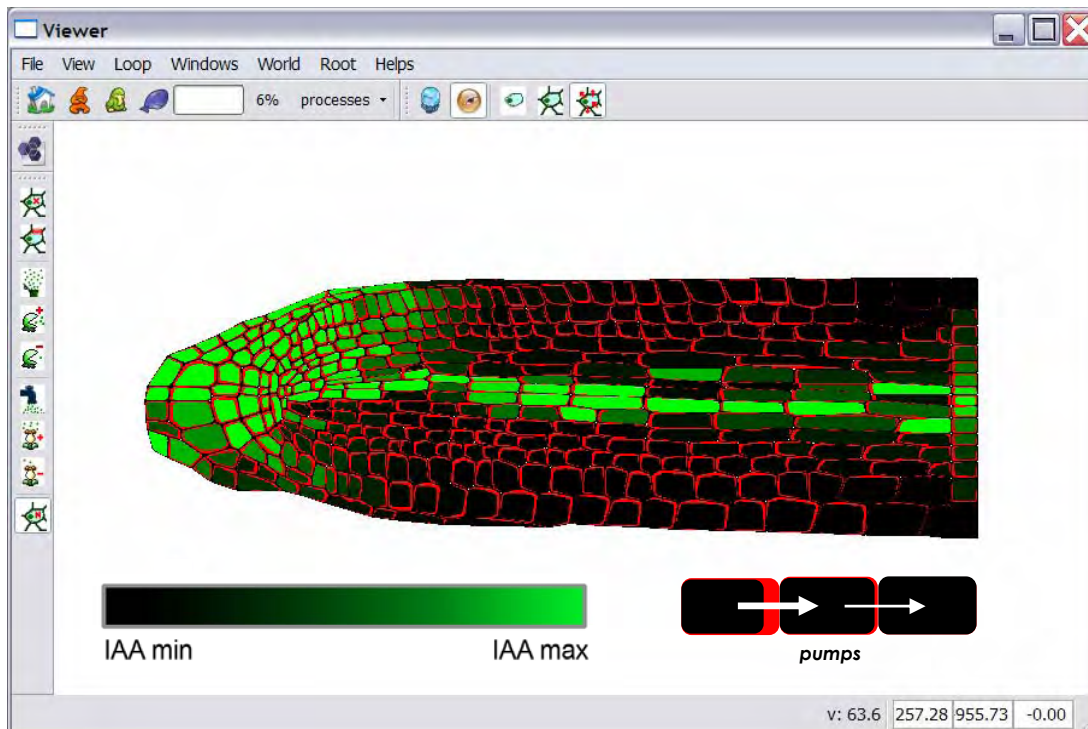 Viewer
File View Loop Windows World Root Helps
6% processes
IAA min IAA max
pumps
v: 63.6 257.28 955.73 -0.00